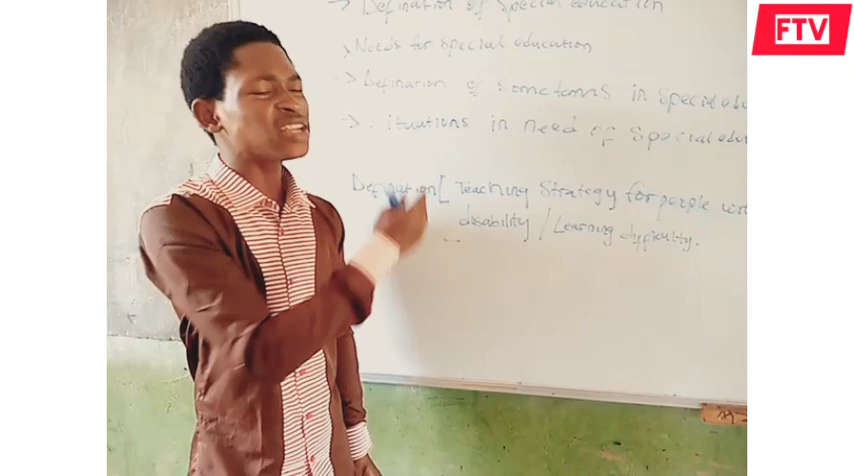 FTV
-> Defination of Special education
> Needs for special education
-> Defination of some terms in special edu
-> . ituations in need of special edu
Defination [ Teaching Strategy for people wit
disability / Learning difficulty.